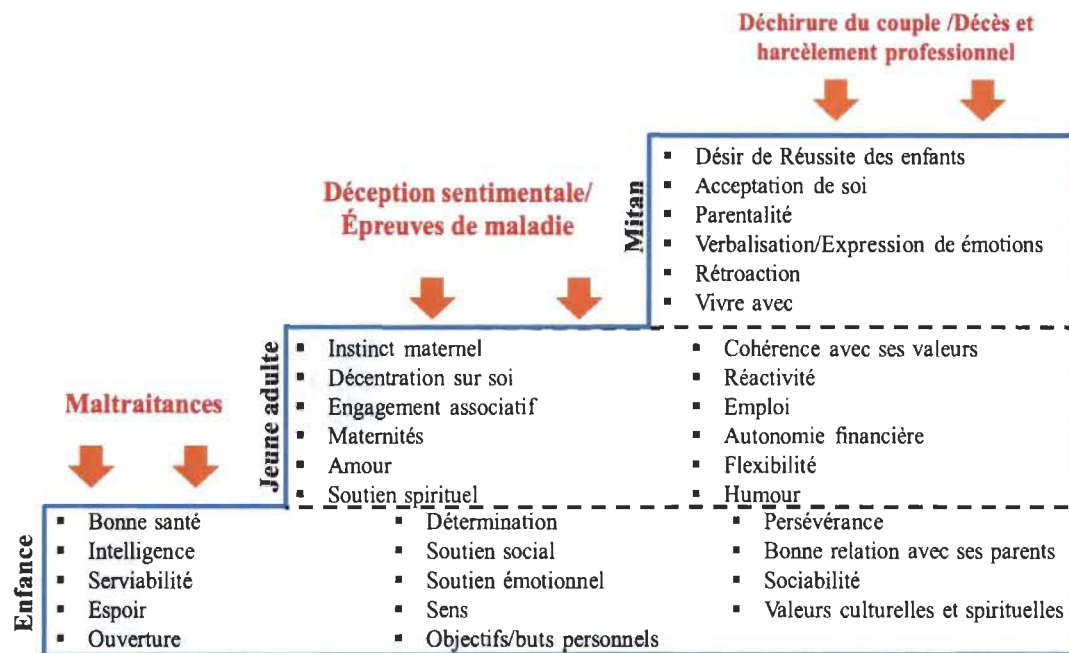 Déchirure du couple /Décès et
harcèlement professionnel
Mitan
Désir de Réussite des enfants
Acceptation de soi
Parentalité
Verbalisation/Expression de émotions
Rétroaction
Vivre avec
Déception sentimentale/
Épreuves de maladie
Jeune adulte
Instinct maternel
Décentration sur soi
Engagement associatif
Maternités
Amour
Soutien spirituel
Cohérence avec ses valeurs
Réactivité
Emploi
Autonomie financière
Flexibilité
Humour
Maltraitances
Enfance
Bonne santé
Intelligence
Serviabilité
Espoir
Ouverture
Détermination
Soutien social
Soutien émotionnel
Sens
Objectifs/buts personnels
Persévérance
Bonne relation avec ses parents
Sociabilité
Valeurs culturelles et spirituelles